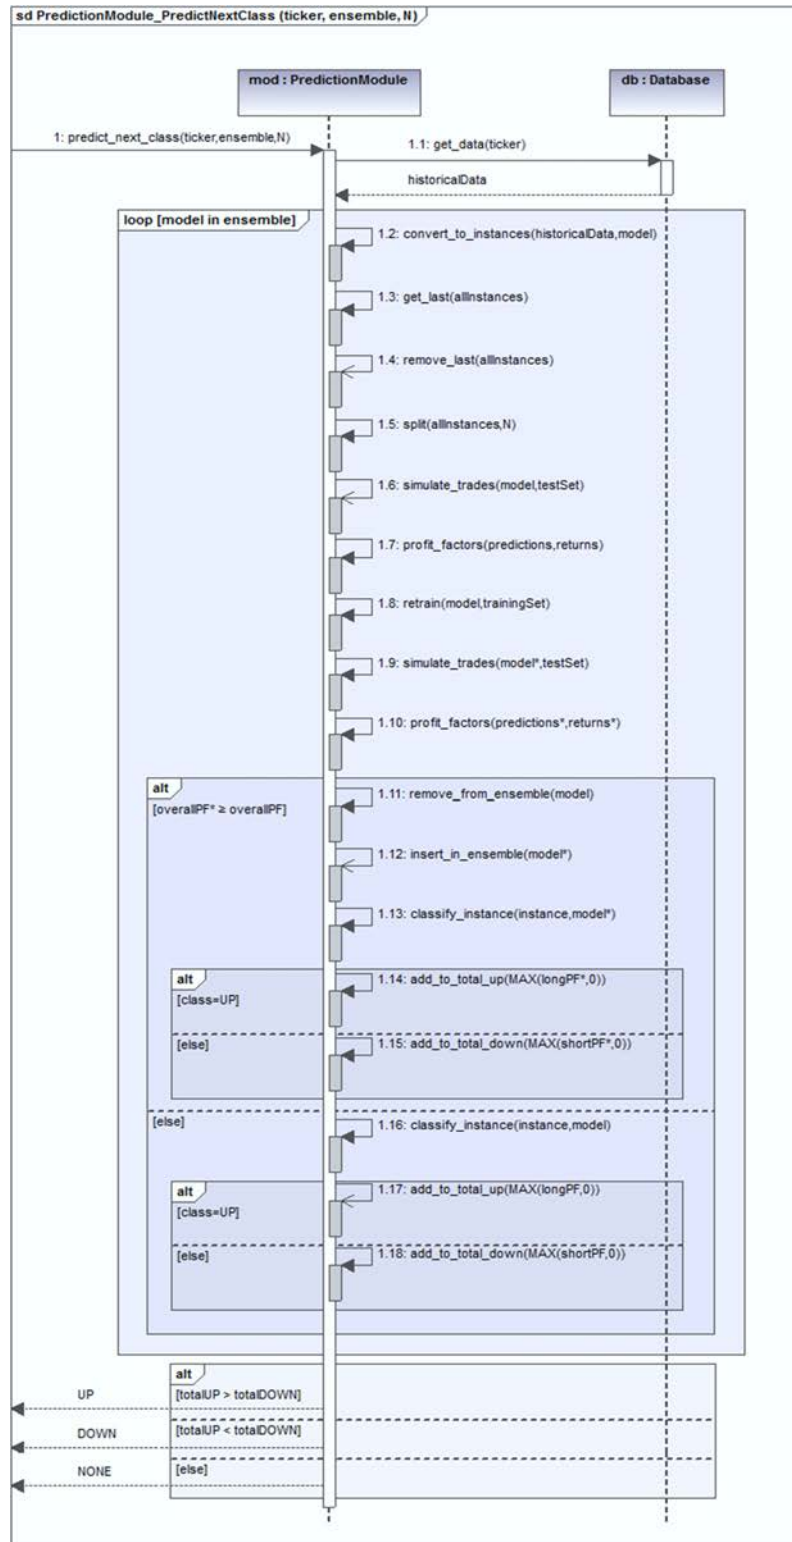 sd PredictionModule_PredictNextClass (ticker, ensemble, N)
mod : PredictionModule
db : Database
1: predict_next_class(ticker,ensemble,N)
1.1: get_data(ticker)
historicalData
loop [model in ensemble]
1.2: convert_to_instances(historicalData,model)
1.3: get_last(allInstances)
1.4: remove_last(allInstances)
1.5: split(allInstances,N)
1.6: simulate_trades(model,testSet)
1.7: profit_factors(predictions,returns)
1.8: retrain(model,trainingSet)
1.9: simulate_trades(model*,testSet)
1.10: profit_factors(predictions*,returns*)
alt
[overallPF* ≥ overallPF]
1.11: remove_from_ensemble(model)
1.12: insert_in_ensemble(model*)
1.13: classify_instance(instance,model*)
alt
[class=UP]
1.14: add_to_total_up(MAX(longPF*,0))
[else]
1.15: add_to_total_down(MAX(shortPF*,0))
[else]
1.16: classify_instance(instance,model)
alt
[class=UP]
1.17: add_to_total_up(MAX(longPF,0))
[else]
1.18: add_to_total_down(MAX(shortPF,0))
alt
UP
[totalUP > totalDOWN]
DOWN
[totalUP < totalDOWN]
NONE
[else]